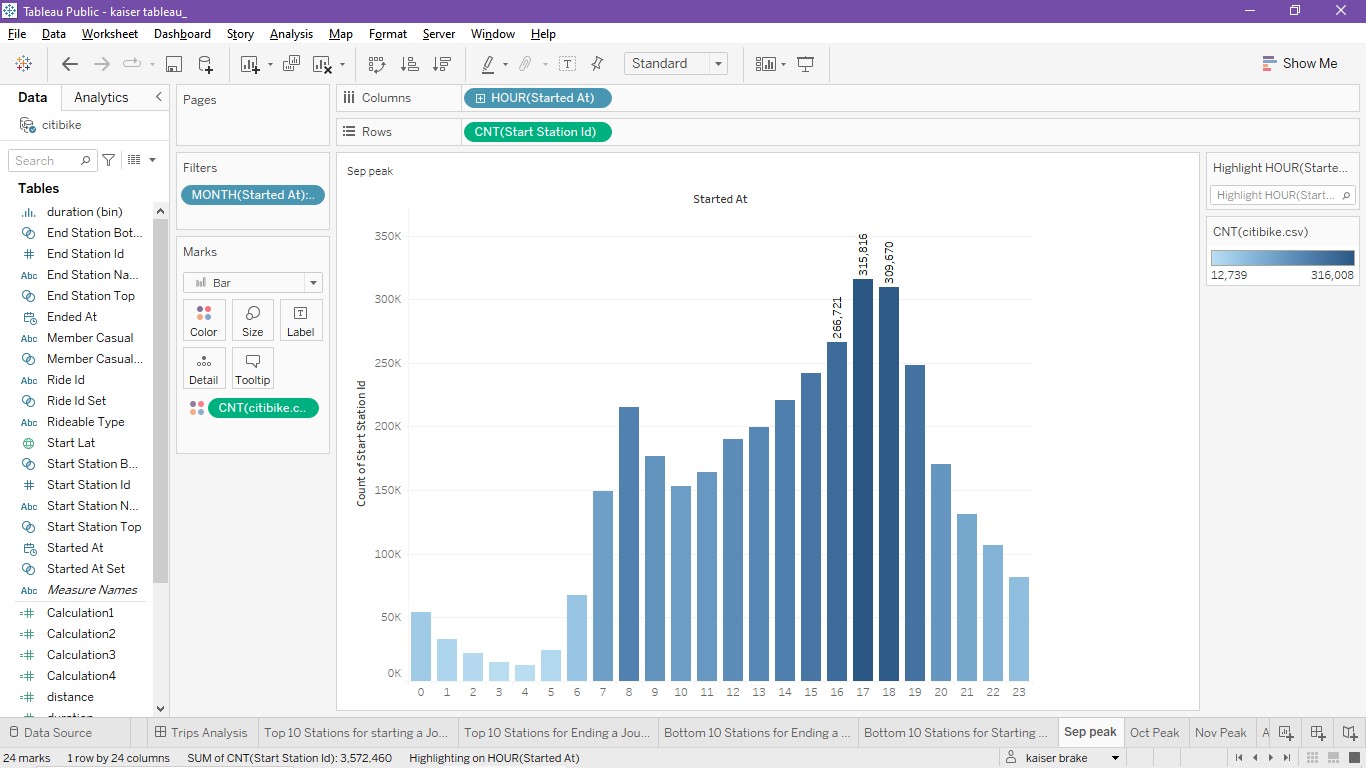 Tableau Public - kaiser tableau_
File Data Worksheet Dashboard Story Analysis Map Format Server Window Help
Standard
Show Me
Data Analytics
citibike
Search
Tables
duration (bin)
End Station Bot...
End Station Id
End Station Na...
End Station Top
Ended At
Member Casual
Member Casual...
Ride Id
Ride Id Set
Rideable Type
Start Lat
Start Station B...
Start Station Id
Start Station N...
Start Station Top
Started At
Started At Set
Measure Names
Calculation1
Calculation2
Calculation3
Calculation4
distance
Pages
Filters
MONTH(Started At):..
Marks
Bar
Color Size Label
Detail Tooltip
CNT(citibike.c..
Columns HOUR(Started At)
Rows CNT(Start Station Id)
Sep peak
Started At
Count of Start Station Id
350K
300K
250K
200K
150K
100K
50K
0K
266,721
315,816
309,670
0 1 2 3 4 5 6 7 8 9 10 11 12 13 14 15 16 17 18 19 20 21 22 23
Highlight HOUR(Starte...
Highlight HOUR(Start...
CNT(citibike.csv)
12,739 316,008
Data Source Trips Analysis Top 10 Stations for starting a Jo... Top 10 Stations for Ending a Jou... Bottom 10 Stations for Ending a ... Bottom 10 Stations for Starting ... Sep peak Oct Peak Nov Peak A
24 marks 1 row by 24 columns SUM of CNT(Start Station Id): 3,572,460 Highlighting on HOUR(Started At) kaiser brake